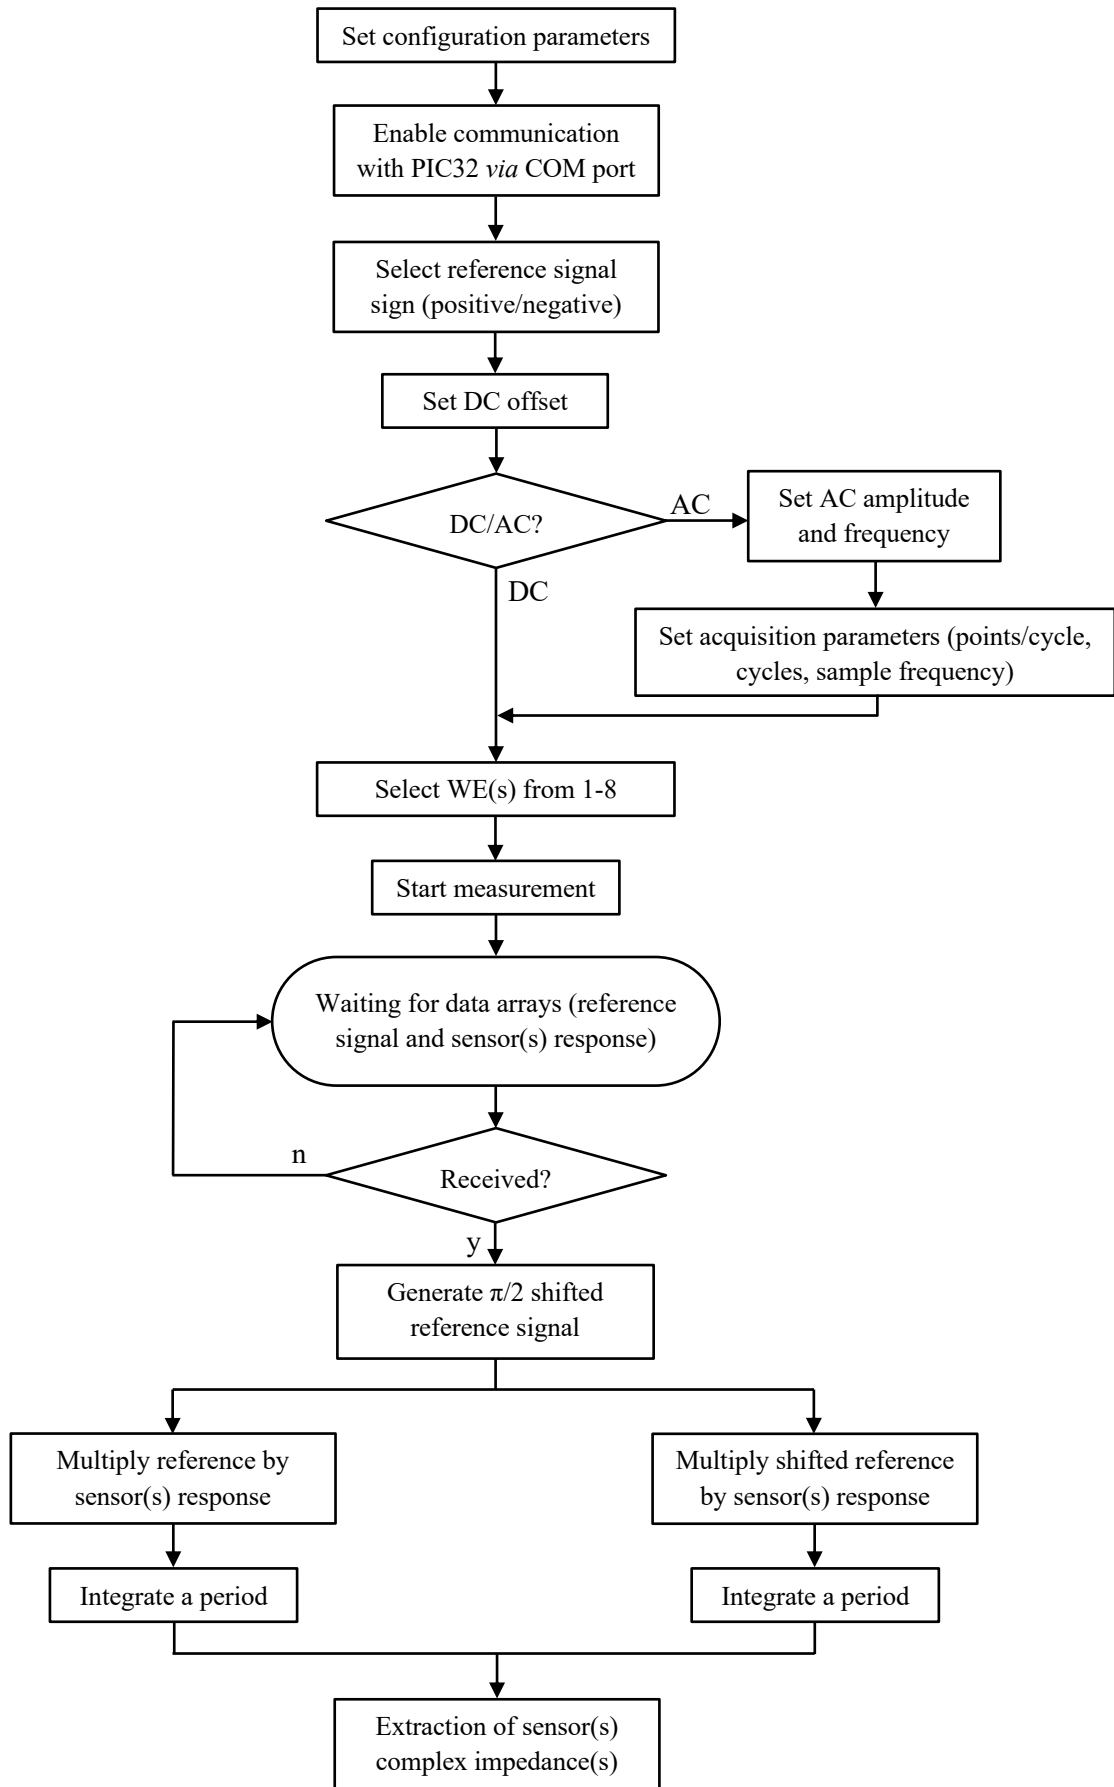 Set configuration parameters
Enable communication
with PIC32 via COM port
Select reference signal
sign (positive/negative)
Set DC offset
DC/AC?
AC
Set AC amplitude
and frequency
DC
Set acquisition parameters (points/cycle,
cycles, sample frequency)
Select WE(s) from 1-8
Start measurement
Waiting for data arrays (reference
signal and sensor(s) response)
n
Received?
y
Generate π/2 shifted
reference signal
Multiply reference by
sensor(s) response
Multiply shifted reference
by sensor(s) response
Integrate a period
Integrate a period
Extraction of sensor(s)
complex impedance(s)